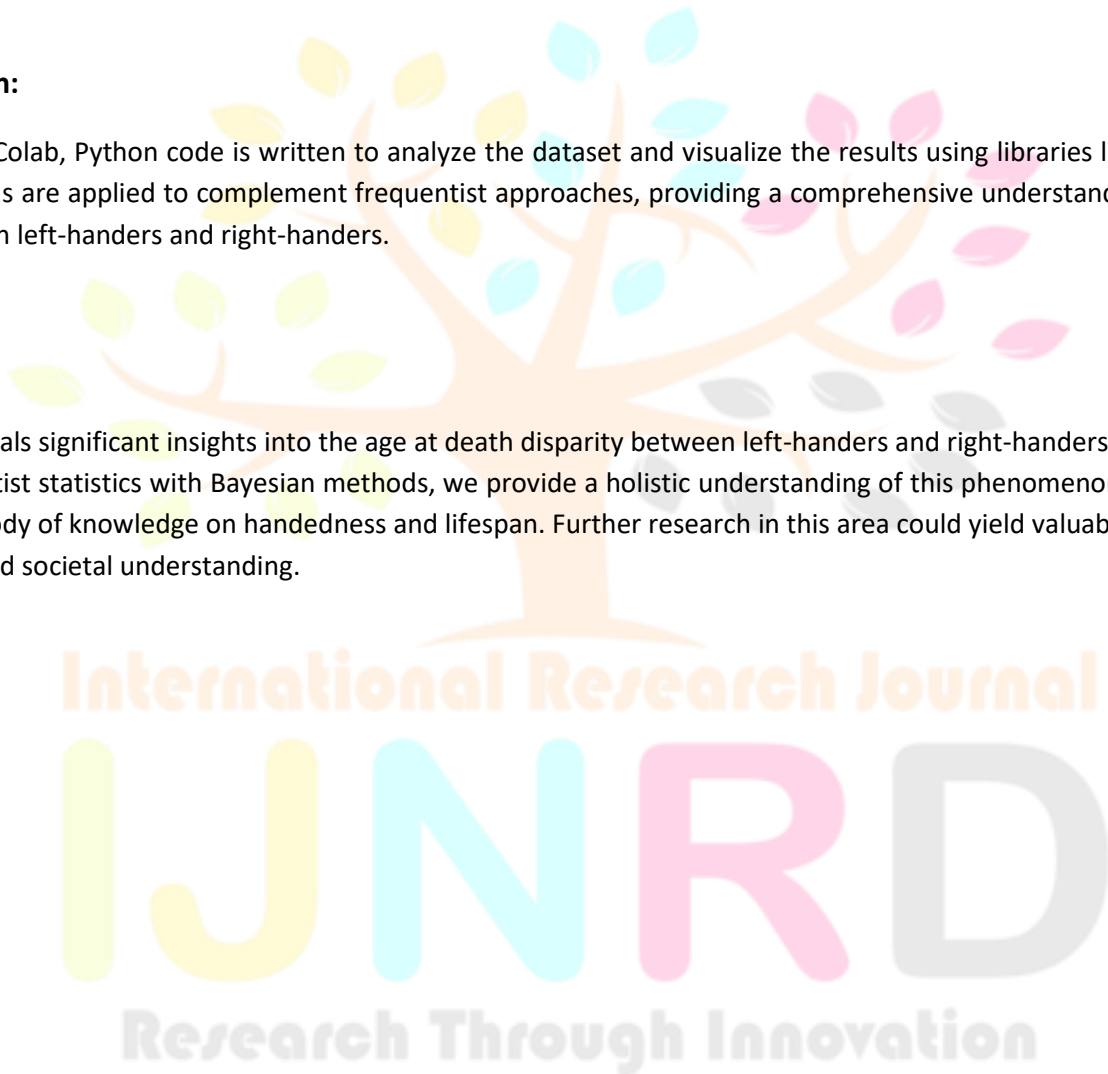 n:
Colab, Python code is written to analyze the dataset and visualize the results using libraries l
s are applied to complement frequentist approaches, providing a comprehensive understand
n left-handers and right-handers.
als significant insights into the age at death disparity between left-handers and right-handers
tist statistics with Bayesian methods, we provide a holistic understanding of this phenomenon
ody of knowledge on handedness and lifespan. Further research in this area could yield valuab
d societal understanding.
International Research Journal
IJNRD
Research Through Innovation